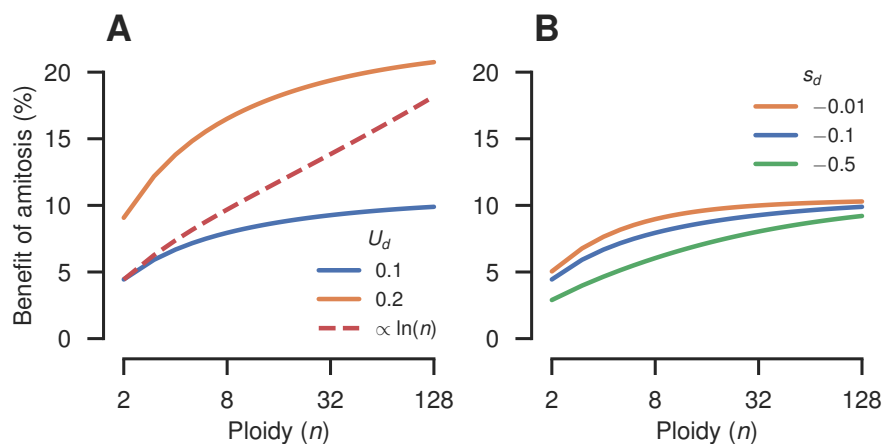 A
B
Benefit of amitosis (%)
20
15
10
5
0
U_d
0.1
0.2
∝ ln(n)
2
8
32
128
Ploidy (n)
20
15
10
5
0
s_d
−0.01
−0.1
−0.5
2
8
32
128
Ploidy (n)